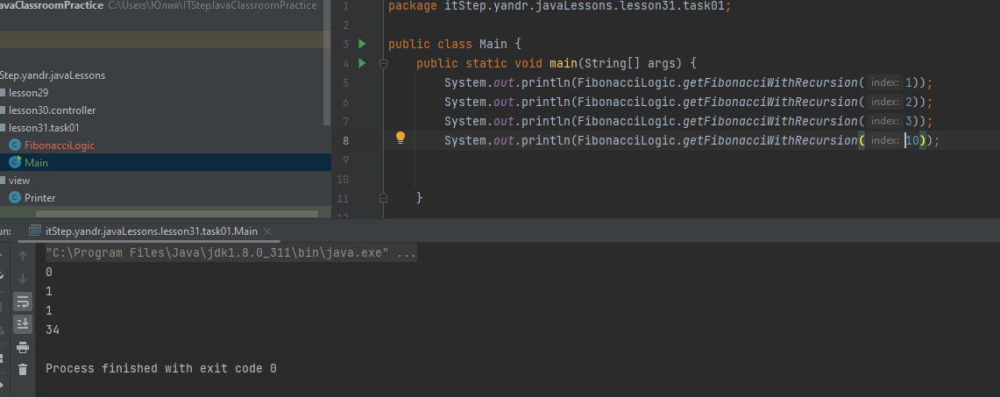 avaClassroomPractice C:\Users\Юлия\ITStepJavaClassroomPractice
Step.yandr.javaLessons
lesson29
lesson30.controller
lesson31.task01
FibonacciLogic
Main
view
Printer
1 package itStep.yandr.javaLessons.lesson31.task01;
2
3 public class Main {
4 public static void main(String[] args) {
5 System.out.println(FibonacciLogic.getFibonacciWithRecursion( index: 1));
6 System.out.println(FibonacciLogic.getFibonacciWithRecursion( index: 2));
7 System.out.println(FibonacciLogic.getFibonacciWithRecursion( index: 3));
8 System.out.println(FibonacciLogic.getFibonacciWithRecursion( index: 10));
9
10
11 }
12
un: itStep.yandr.javaLessons.lesson31.task01.Main ×
"C:\Program Files\Java\jdk1.8.0_311\bin\java.exe" ...
0
1
1
34
Process finished with exit code 0